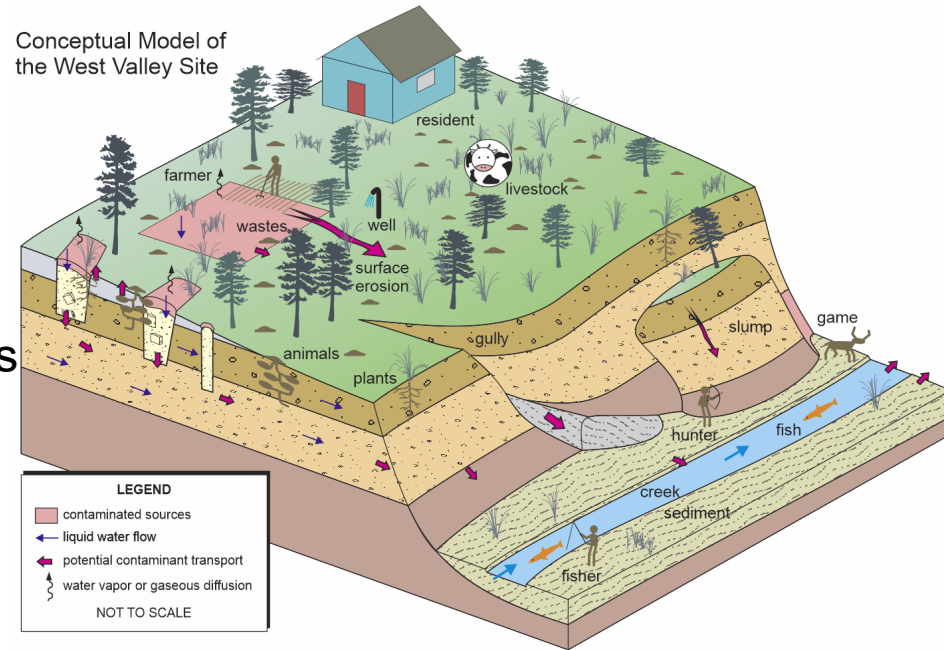 Conceptual Model of
the West Valley Site
resident
farmer
livestock
wastes
well
surface
erosion
gully
slump
game
animals
plants
s
hunter
fish
creek
sediment
fisher
LEGEND
contaminated sources
liquid water flow
potential contaminant transport
water vapor or gaseous diffusion
NOT TO SCALE